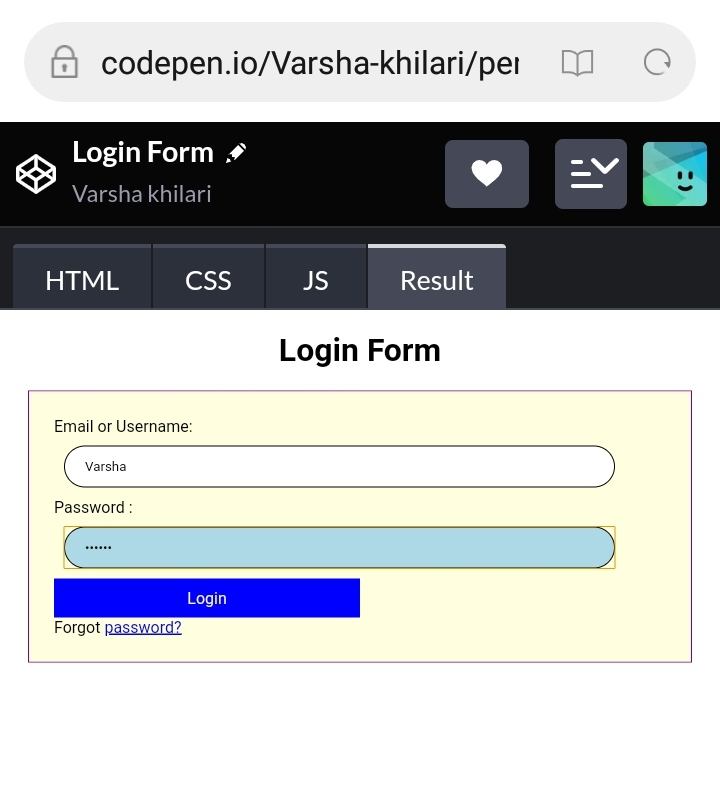 codepen.io/Varsha-khilari/per
Login Form
Varsha khilari
HTML CSS JS Result
Login Form
Email or Username:
Varsha
Password :
••••••
Login
Forgot password?